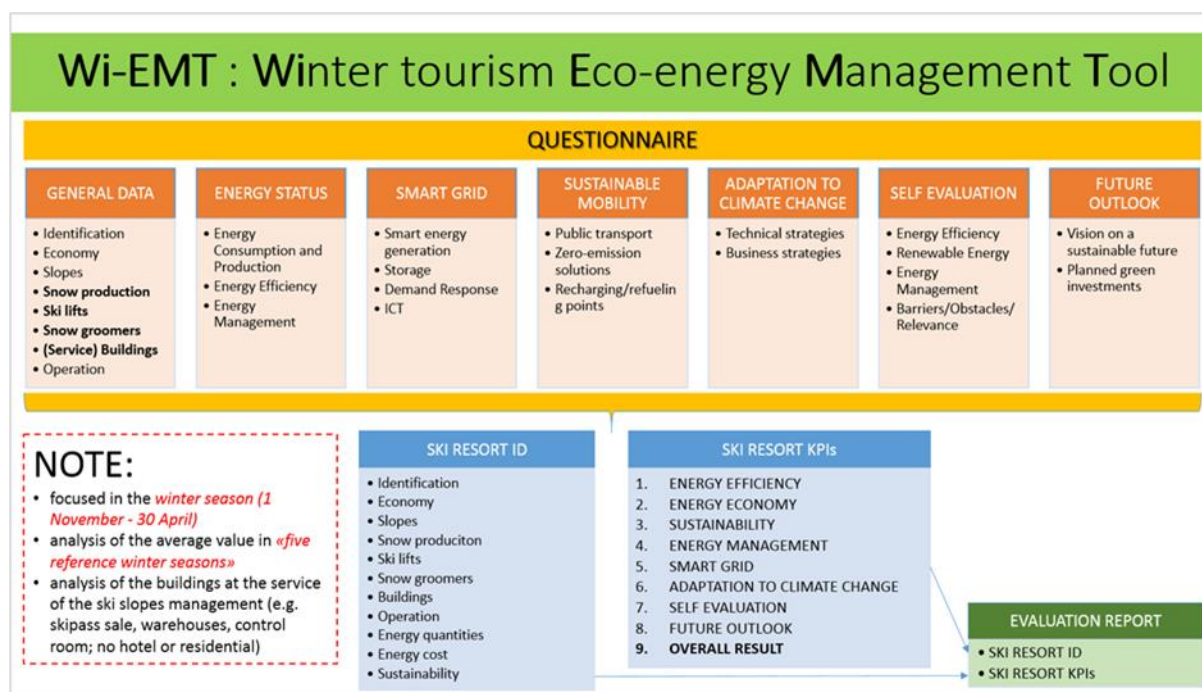 Wi-EMT : Winter tourism Eco-energy Management Tool
QUESTIONNAIRE
GENERAL DATA
• Identification
• Economy
• Slopes
• Snow production
• Ski lifts
• Snow groomers
• (Service) Buildings
• Operation
ENERGY STATUS
• Energy
Consumption and
Production
• Energy Efficiency
• Energy
Management
SMART GRID
• Smart energy
generation
• Storage
• Demand Response
• ICT
SUSTAINABLE
MOBILITY
• Public transport
• Zero-emission
solutions
• Recharging/refuelin
g points
ADAPTATION TO
CLIMATE CHANGE
• Technical strategies
• Business strategies
SELF EVALUATION
• Energy Efficiency
• Renewable Energy
• Energy
Management
• Barriers/Obstacles/
Relevance
FUTURE
OUTLOOK
• Vision on a
sustainable future
• Planned green
investments
NOTE:
• focused in the winter season (1
November - 30 April)
• analysis of the average value in «five
reference winter seasons»
• analysis of the buildings at the service
of the ski slopes management (e.g.
skipass sale, warehouses, control
room; no hotel or residential)
SKI RESORT ID
• Identification
• Economy
• Slopes
• Snow produciton
• Ski lifts
• Snow groomers
• Buildings
• Operation
• Energy quantities
• Energy cost
• Sustainability
SKI RESORT KPIs
1. ENERGY EFFICIENCY
2. ENERGY ECONOMY
3. SUSTAINABILITY
4. ENERGY MANAGEMENT
5. SMART GRID
6. ADAPTATION TO CLIMATE CHANGE
7. SELF EVALUATION
8. FUTURE OUTLOOK
9. OVERALL RESULT
EVALUATION REPORT
• SKI RESORT ID
• SKI RESORT KPIs